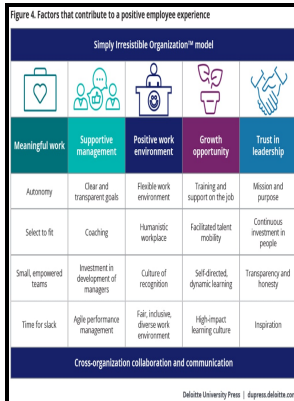 Figure 4. Factors that contribute to a positive employee experience
Simply Irresistible Organization™ model
Meaningful work
Supportive management
Positive work environment
Growth opportunity
Trust in leadership
Autonomy
Clear and transparent goals
Flexible work environment
Training and support on the job
Mission and purpose
Select to fit
Coaching
Humanistic workplace
Facilitated talent mobility
Continuous investment in people
Small, empowered teams
Investment in development of managers
Culture of recognition
Self-directed, dynamic learning
Transparency and honesty
Time for slack
Agile performance management
Fair, inclusive, diverse work environment
High-impact learning culture
Inspiration
Cross-organization collaboration and communication
Deloitte University Press | dupress.deloitte.com